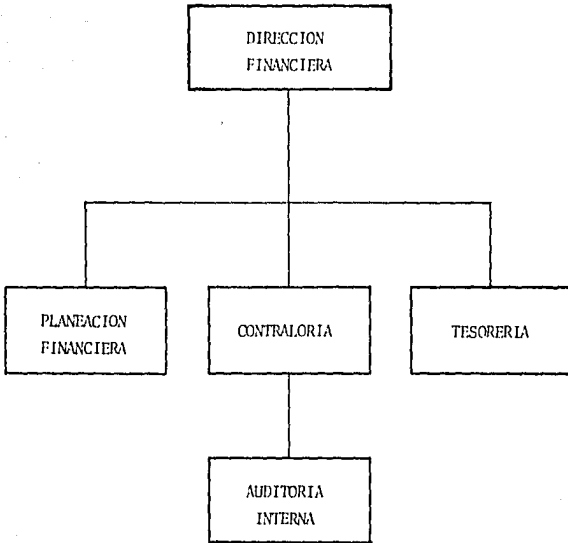 DIRECCION
FINANCIERA
PLANEACION
FINANCIERA
CONTRALORIA
TESORERIA
AUDITORIA
INTERNA